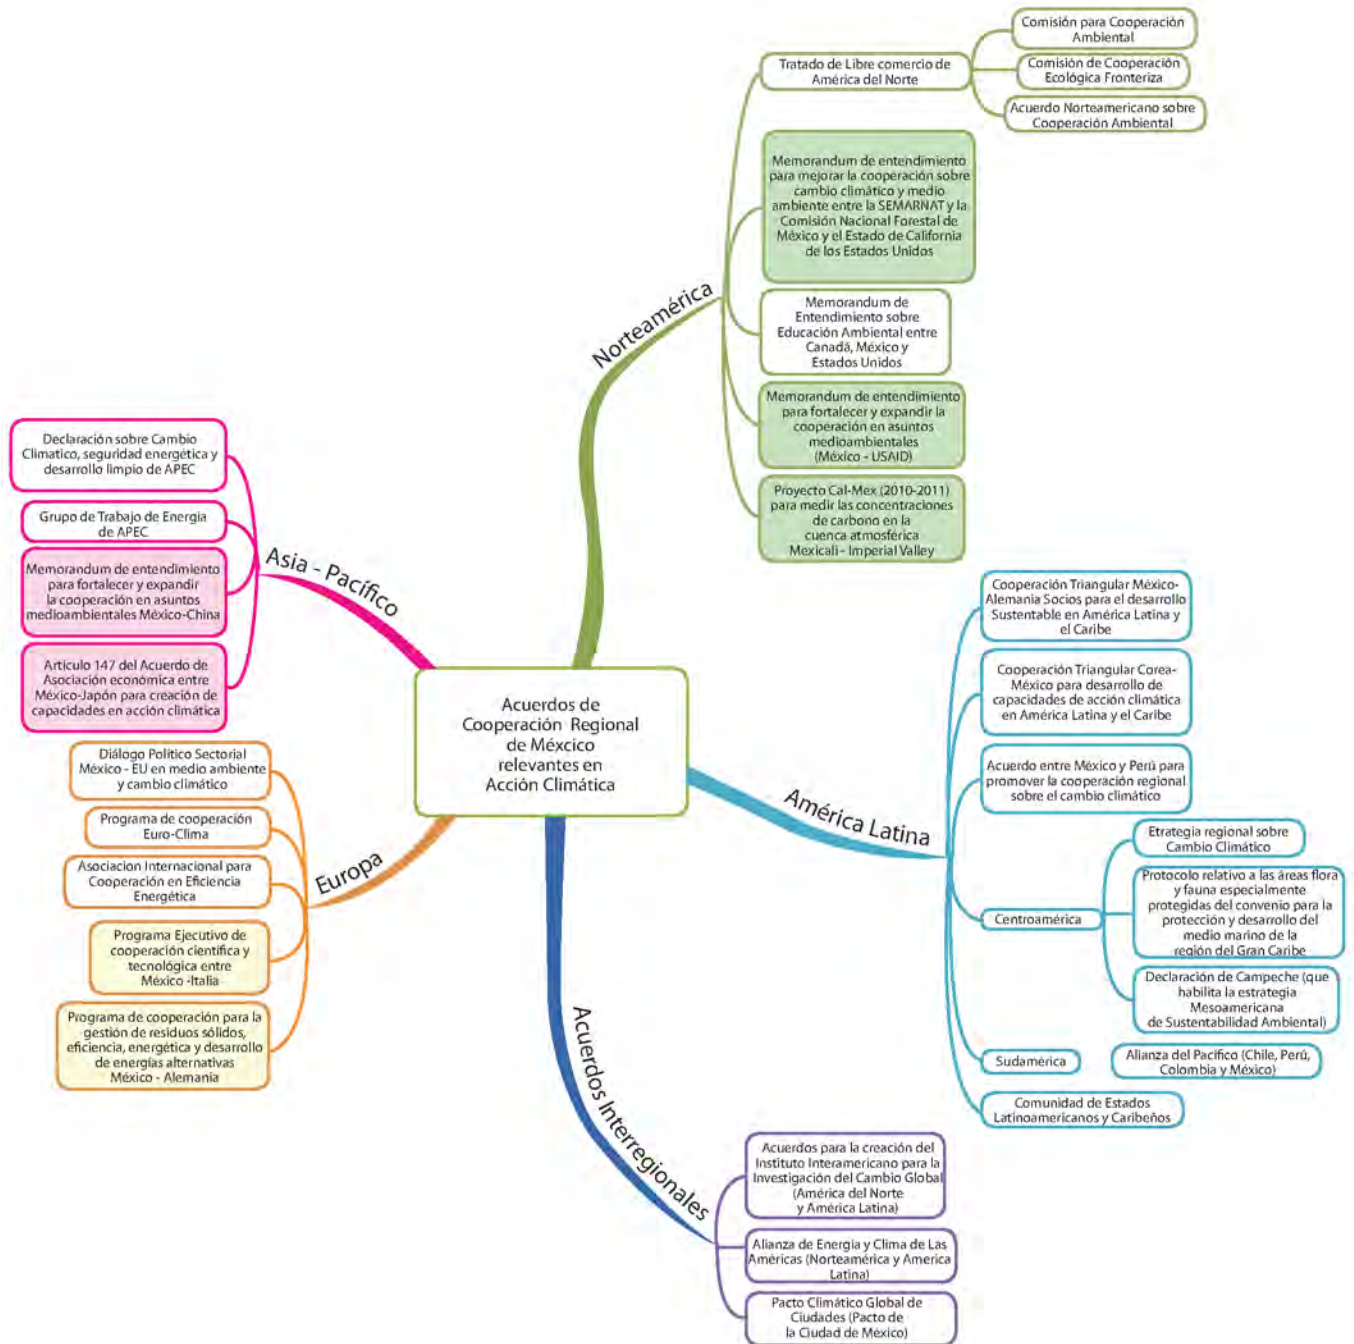 Acuerdos de
Cooperación Regional
de Méxcico
relevantes en
Acción Climática
Norteamérica
Tratado de Libre comercio de
América del Norte
Comisión para Cooperación
Ambiental
Comisión de Cooperación
Ecológica Fronteriza
Acuerdo Norteamericano sobre
Cooperación Ambiental
Memorandum de entendimiento
para mejorar la cooperación sobre
cambio climático y medio
ambiente entre la SEMARNAT y la
Comisión Nacional Forestal de
México y el Estado de California
de los Estados Unidos
Memorandum de
Entendimiento sobre
Educación Ambiental entre
Canadá, México y
Estados Unidos
Memorandum de entendimiento
para fortalecer y expandir la
cooperación en asuntos
medioambientales
(México - USAID)
Proyecto Cal-Mex (2010-2011)
para medir las concentraciones
de carbono en la
cuenca atmosférica
Mexicali - Imperial Valley
Asia - Pacífico
Declaración sobre Cambio
Climatico, seguridad energética y
desarrollo limpio de APEC
Grupo de Trabajo de Energía
de APEC
Memorandum de entendimiento
para fortalecer y expandir
la cooperación en asuntos
medioambientales México-China
Artículo 147 del Acuerdo de
Asociación económica entre
México-Japón para creación de
capacidades en acción climática
Europa
Diálogo Político Sectorial
México - EU en medio ambiente
y cambio climático
Programa de cooperación
Euro-Clima
Asociacion Internacional para
Cooperación en Eficiencia
Energética
Programa Ejecutivo de
cooperación científica y
tecnológica entre
México -Italia
Programa de cooperación para la
gestión de residuos sólidos,
eficiencia, energética y desarrollo
de energías alternativas
México - Alemania
América Latina
Cooperación Triangular México-
Alemania Socios para el desarrollo
Sustentable en América Latina y
el Caribe
Cooperación Triangular Corea-
México para desarrollo de
capacidades de acción climática
en América Latina y el Caribe
Acuerdo entre México y Perú para
promover la cooperación regional
sobre el cambio climático
Centroamérica
Etrategia regional sobre
Cambio Climático
Protocolo relativo a las áreas flora
y fauna especialmente
protegidas del convenio para la
protección y desarrollo del
medio marino de la
región del Gran Caribe
Declaración de Campeche (que
habilita la estrategia
Mesoamericana
de Sustentabilidad Ambiental)
Sudamérica
Alianza del Pacífico (Chile, Perú,
Colombia y México)
Comunidad de Estados
Latinoamericanos y Caribeños
Acuerdos Interregionales
Acuerdos para la creación del
Instituto Interamericano para la
Investigación del Cambio Global
(América del Norte
y América Latina)
Alianza de Energía y Clima de Las
Américas (Norteamérica y America
Latina)
Pacto Climático Global de
Ciudades (Pacto de
la Ciudad de México)